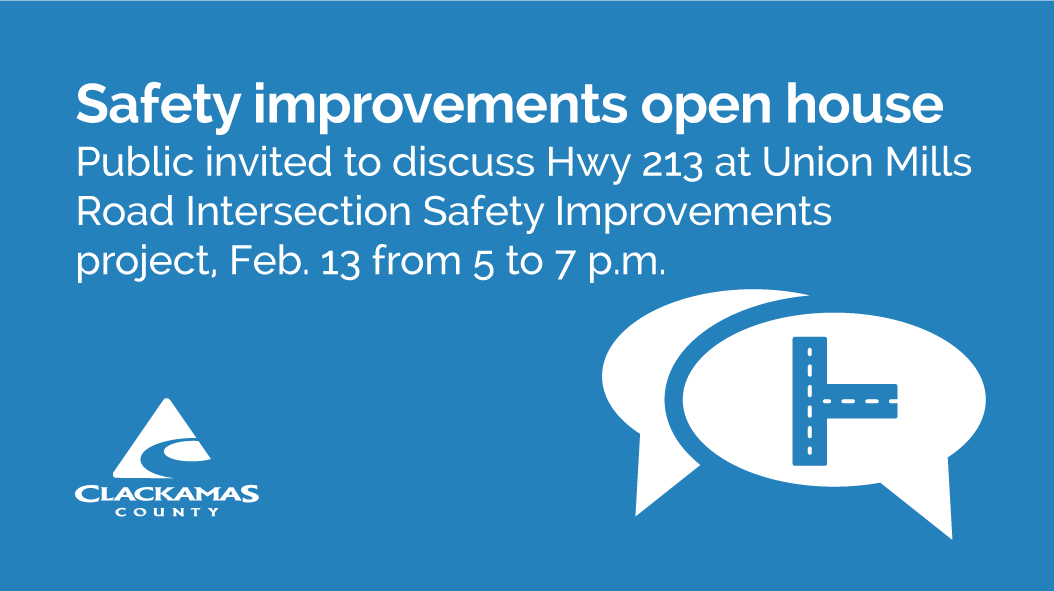 Safety improvements open house
Public invited to discuss Hwy 213 at Union Mills
Road Intersection Safety Improvements
project, Feb. 13 from 5 to 7 p.m.
CLACKAMAS
COUNTY